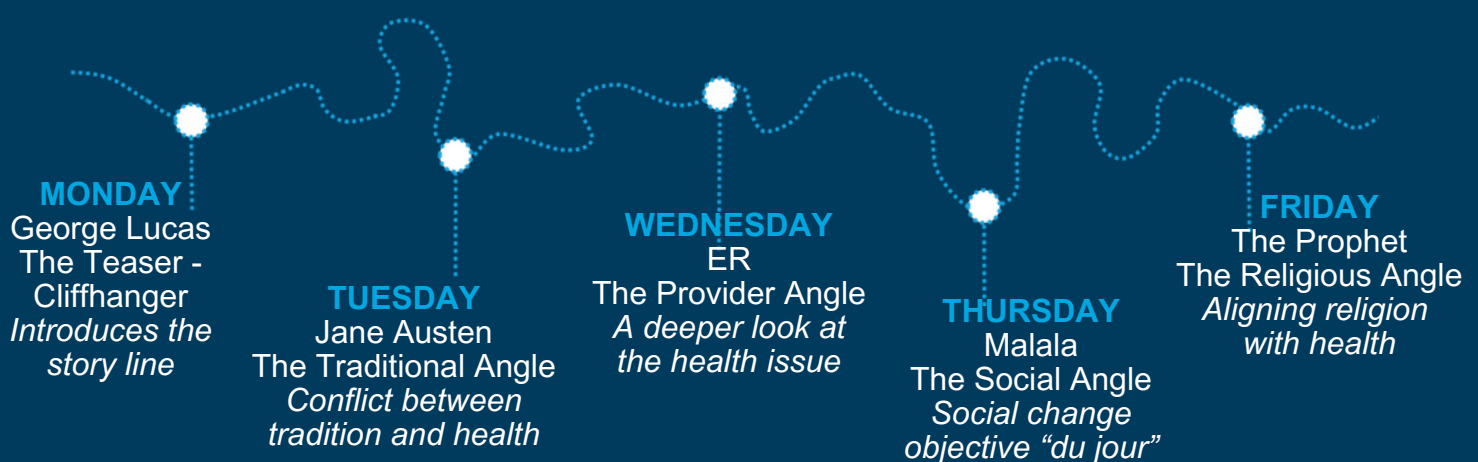 MONDAY
George Lucas
The Teaser -
Cliffhanger
Introduces the
story line
TUESDAY
Jane Austen
The Traditional Angle
Conflict between
tradition and health
WEDNESDAY
ER
The Provider Angle
A deeper look at
the health issue
THURSDAY
Malala
The Social Angle
Social change
objective “du jour”
FRIDAY
The Prophet
The Religious Angle
Aligning religion
with health